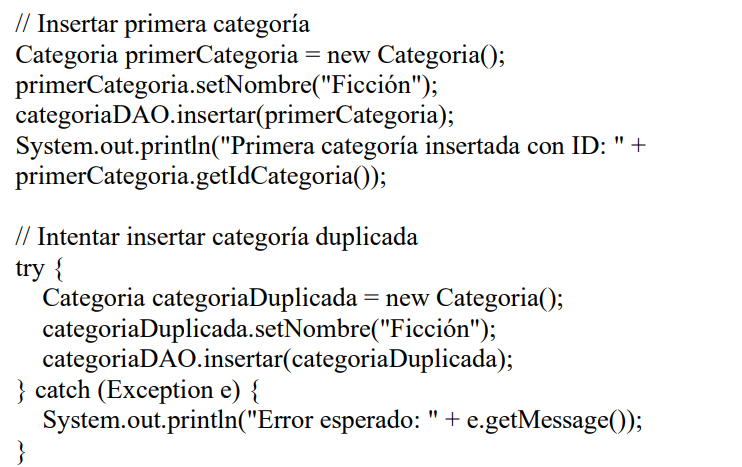 // Insertar primera categoría
Categoria primerCategoria = new Categoria();
primerCategoria.setNombre("Ficción");
categoriaDAO.insertar(primerCategoria);
System.out.println("Primera categoría insertada con ID: " +
primerCategoria.getIdCategoria());

// Intentar insertar categoría duplicada
try {
    Categoria categoriaDuplicada = new Categoria();
    categoriaDuplicada.setNombre("Ficción");
    categoriaDAO.insertar(categoriaDuplicada);
} catch (Exception e) {
    System.out.println("Error esperado: " + e.getMessage());
}